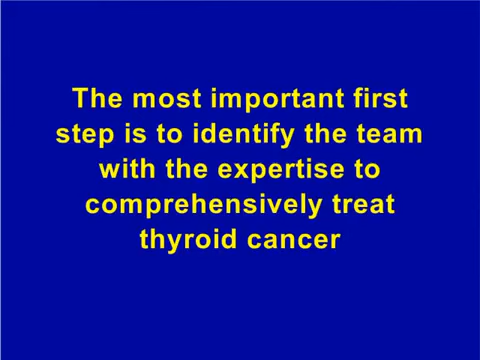 The most important first
step is to identify the team
with the expertise to
comprehensively treat
thyroid cancer